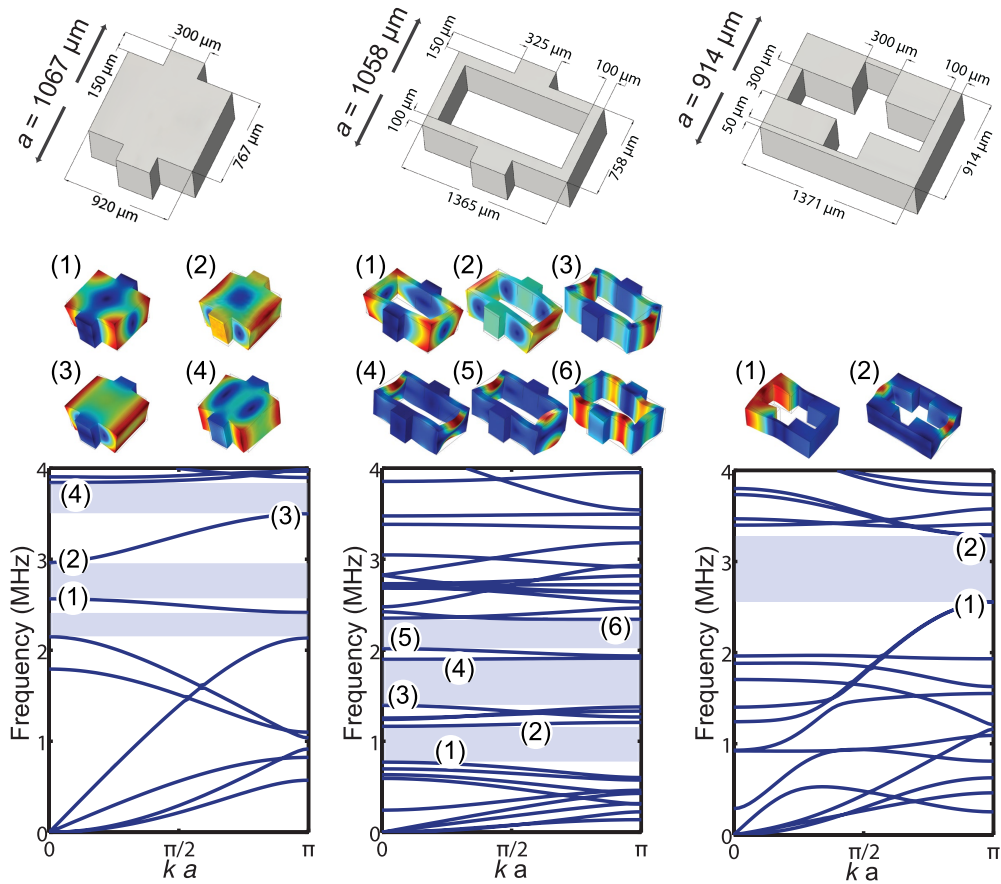 a = 1067 μm
300 μm
150 μm
767 μm
920 μm
a = 1058 μm
150 μm
325 μm
100 μm
100 μm
758 μm
1365 μm
a = 914 μm
300 μm
300 μm
100 μm
50 μm
914 μm
1371 μm
(1) (2)
(3) (4)
(1) (2) (3)
(4) (5) (6)
(1) (2)
Frequency (MHz)
4
3
2
1
0
(4)
(3)
(2)
(1)
0 π/2 π
k a
Frequency (MHz)
4
3
2
1
0
(6)
(5)
(4)
(3)
(2)
(1)
0 π/2 π
k a
Frequency (MHz)
4
3
2
1
0
(2)
(1)
0 π/2 π
k a